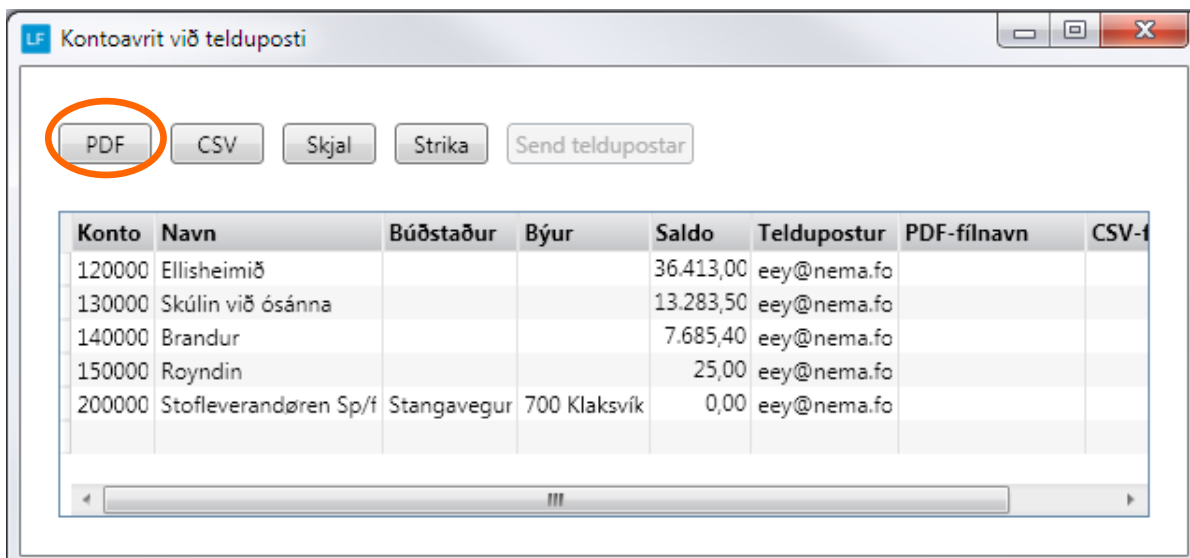 LF Kontoavrit við telduposti
PDF CSV Skjal Strika Send teldupostar
Konto Navn Búðstaður Býur Saldo Teldupostur PDF-fílnavn CSV-f
120000 Ellisheimið 36.413,00 eey@nema.fo
130000 Skúlin við ósánna 13.283,50 eey@nema.fo
140000 Brandur 7.685,40 eey@nema.fo
150000 Royndin 25,00 eey@nema.fo
200000 Stofleverandøren Sp/f Stangavegur 700 Klaksvík 0,00 eey@nema.fo